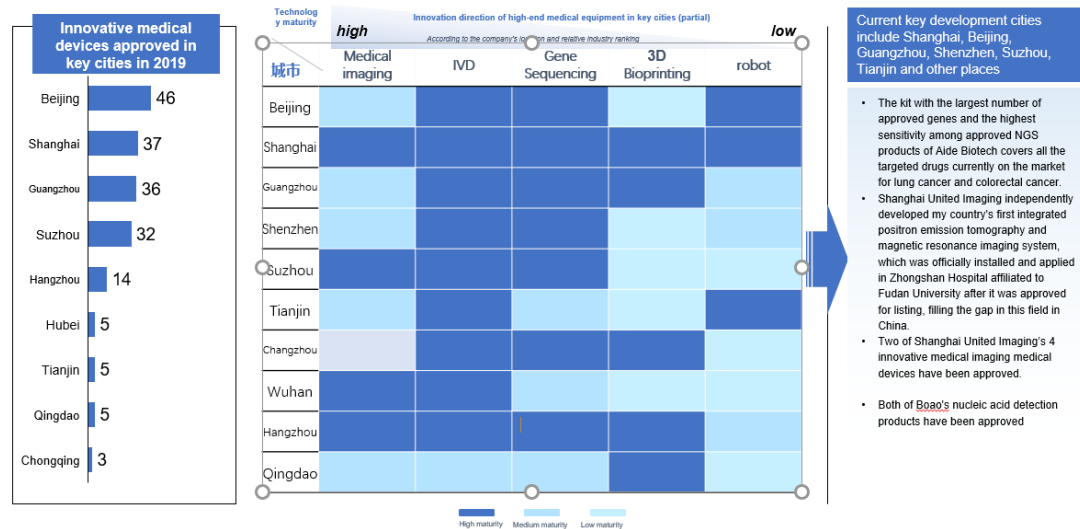 Innovative medical
devices approved in
key cities in 2019
Beijing 46
Shanghai 37
Guangzhou 36
Suzhou 32
Hangzhou 14
Hubei 5
Tianjin 5
Qingdao 5
Chongqing 3
Technolog
y maturity
high
Innovation direction of high-end medical equipment in key cities (partial)
According to the company's and relative industry ranking
low
城市
Medical
imaging
IVD
Gene
Sequencing
3D
Bioprinting
robot
Beijing
Shanghai
Guangzhou
Shenzhen
Suzhou
Tianjin
Changzhou
Wuhan
Hangzhou
Qingdao
High maturity
Medium maturity
Low maturity
Current key development cities
include Shanghai, Beijing,
Guangzhou, Shenzhen, Suzhou,
Tianjin and other places
• The kit with the largest number of
approved genes and the highest
sensitivity among approved NGS
products of Aide Biotech covers all the
targeted drugs currently on the market
for lung cancer and colorectal cancer.
• Shanghai United Imaging independently
developed my country's first integrated
positron emission tomography and
magnetic resonance imaging system,
which was officially installed and applied
in Zhongshan Hospital affiliated to
Fudan University after it was approved
for listing, filling the gap in this field in
China.
• Two of Shanghai United Imaging's 4
innovative medical imaging medical
devices have been approved.
• Both of Boao's nucleic acid detection
products have been approved